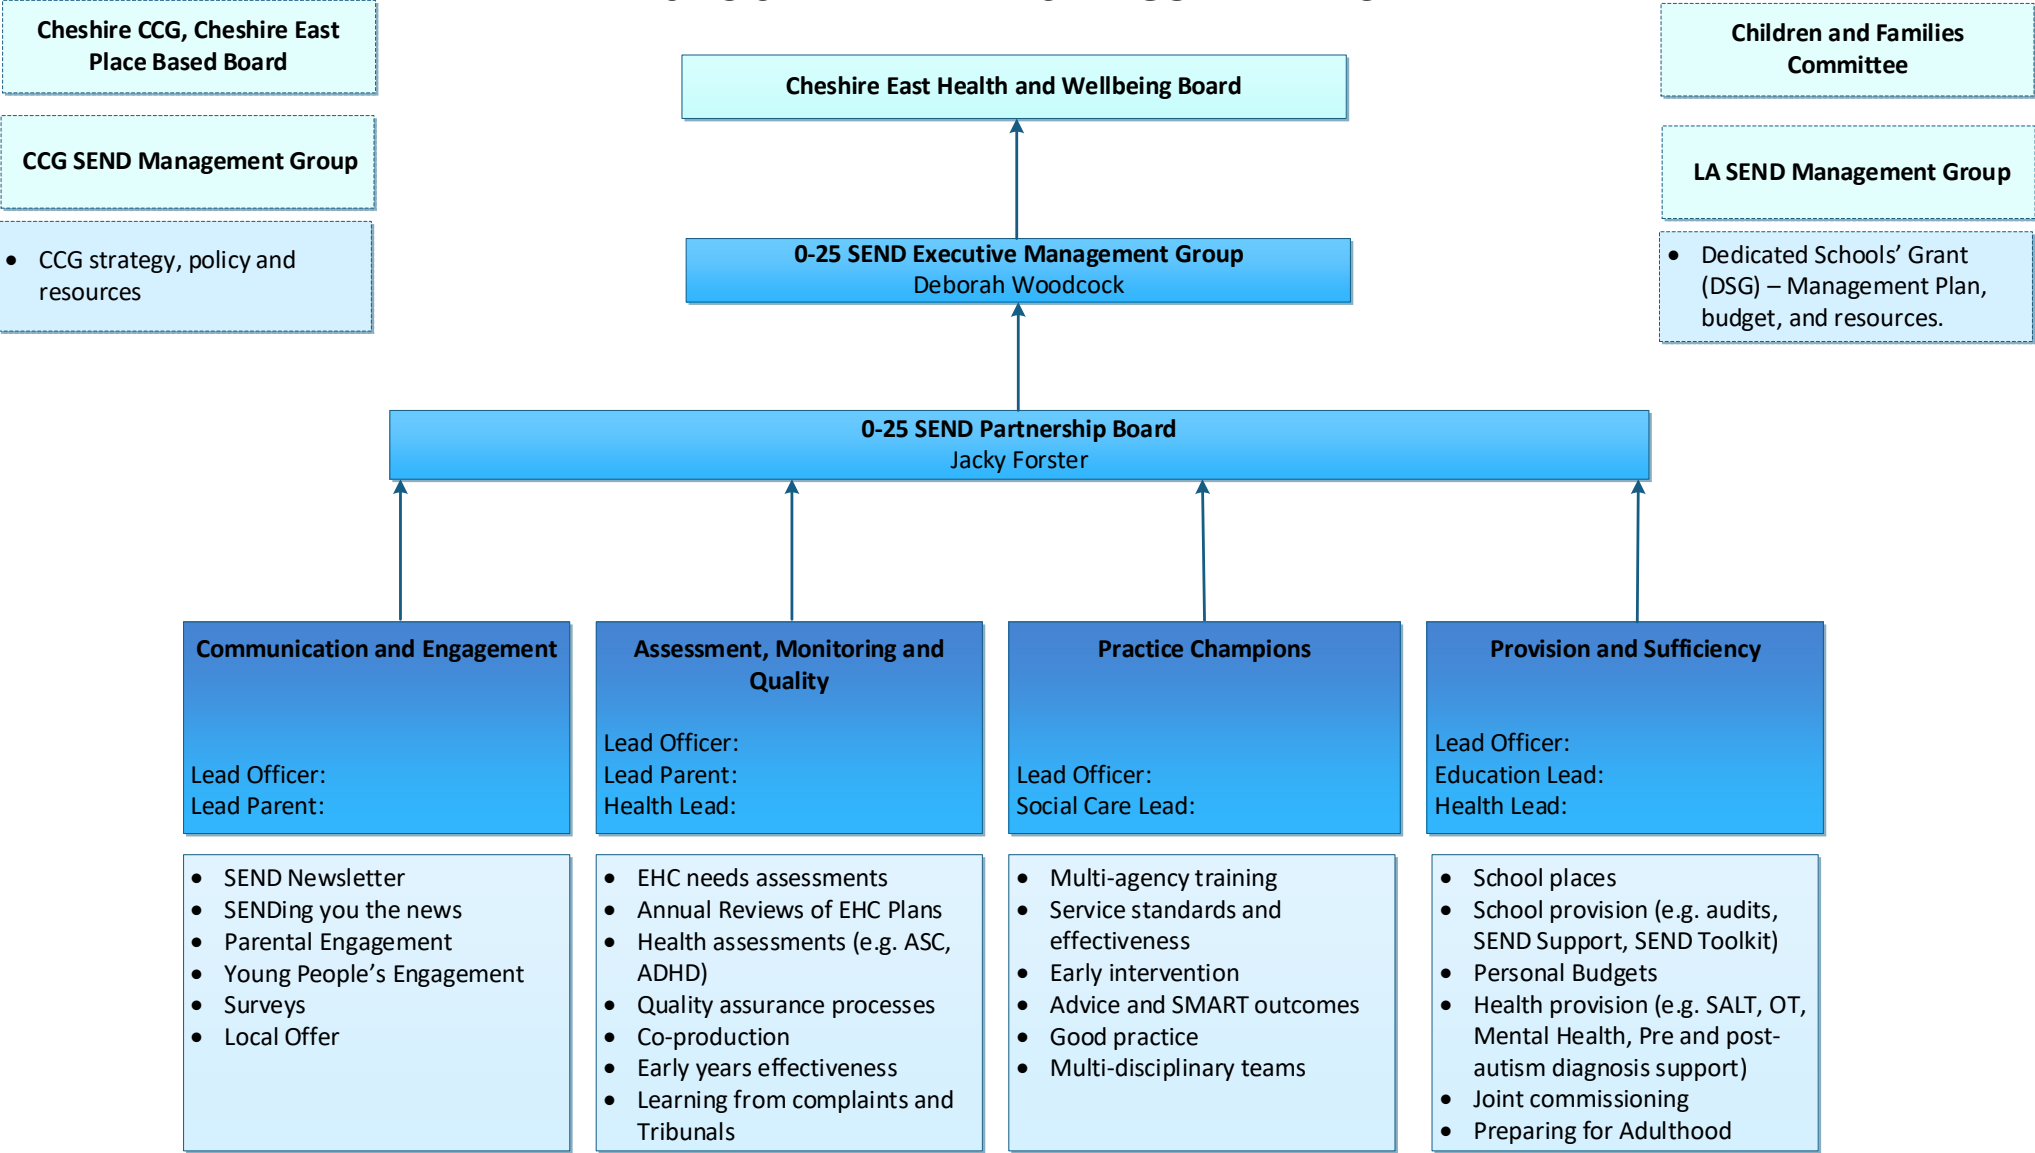 Cheshire CCG, Cheshire East
Place Based Board
CCG SEND Management Group
• CCG strategy, policy and
resources
Cheshire East Health and Wellbeing Board
0-25 SEND Executive Management Group
Deborah Woodcock
Children and Families
Committee
LA SEND Management Group
• Dedicated Schools’ Grant
(DSG) – Management Plan,
budget, and resources.
0-25 SEND Partnership Board
Jacky Forster
Communication and Engagement
Lead Officer:
Lead Parent:
• SEND Newsletter
• SENDing you the news
• Parental Engagement
• Young People’s Engagement
• Surveys
• Local Offer
Assessment, Monitoring and
Quality
Lead Officer:
Lead Parent:
Health Lead:
• EHC needs assessments
• Annual Reviews of EHC Plans
• Health assessments (e.g. ASC,
ADHD)
• Quality assurance processes
• Co-production
• Early years effectiveness
• Learning from complaints and
Tribunals
Practice Champions
Lead Officer:
Social Care Lead:
• Multi-agency training
• Service standards and
effectiveness
• Early intervention
• Advice and SMART outcomes
• Good practice
• Multi-disciplinary teams
Provision and Sufficiency
Lead Officer:
Education Lead:
Health Lead:
• School places
• School provision (e.g. audits,
SEND Support, SEND Toolkit)
• Personal Budgets
• Health provision (e.g. SALT, OT,
Mental Health, Pre and post-
autism diagnosis support)
• Joint commissioning
• Preparing for Adulthood